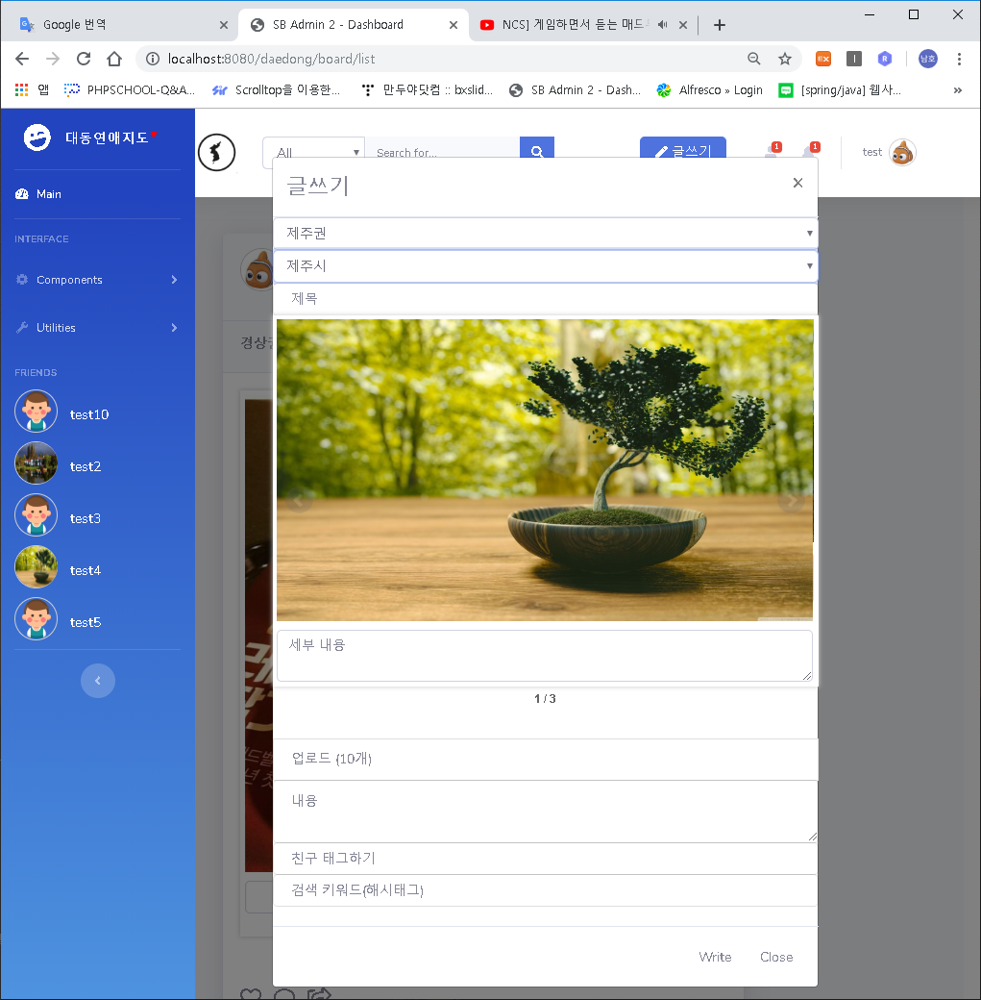 Google 번역
SB Admin 2 - Dashboard
NCS] 게임하면서 듣는 매드
localhost:8080/daedong/board/list
앱
PHPSCHOOL-Q&A...
Scrolltop을 이용한...
만두야닷컴 :: bxslid...
SB Admin 2 - Dash...
Alfresco » Login
[spring/java] 웹사...
»
남호
대동연애지도
All
Search for...
글쓰기
1
1
test
Main
INTERFACE
Components
Utilities
FRIENDS
test10
test2
test3
test4
test5
글쓰기
×
제주권
제주시
제목
세부 내용
1 / 3
업로드 (10개)
내용
친구 태그하기
검색 키워드(해시태그)
Write
Close